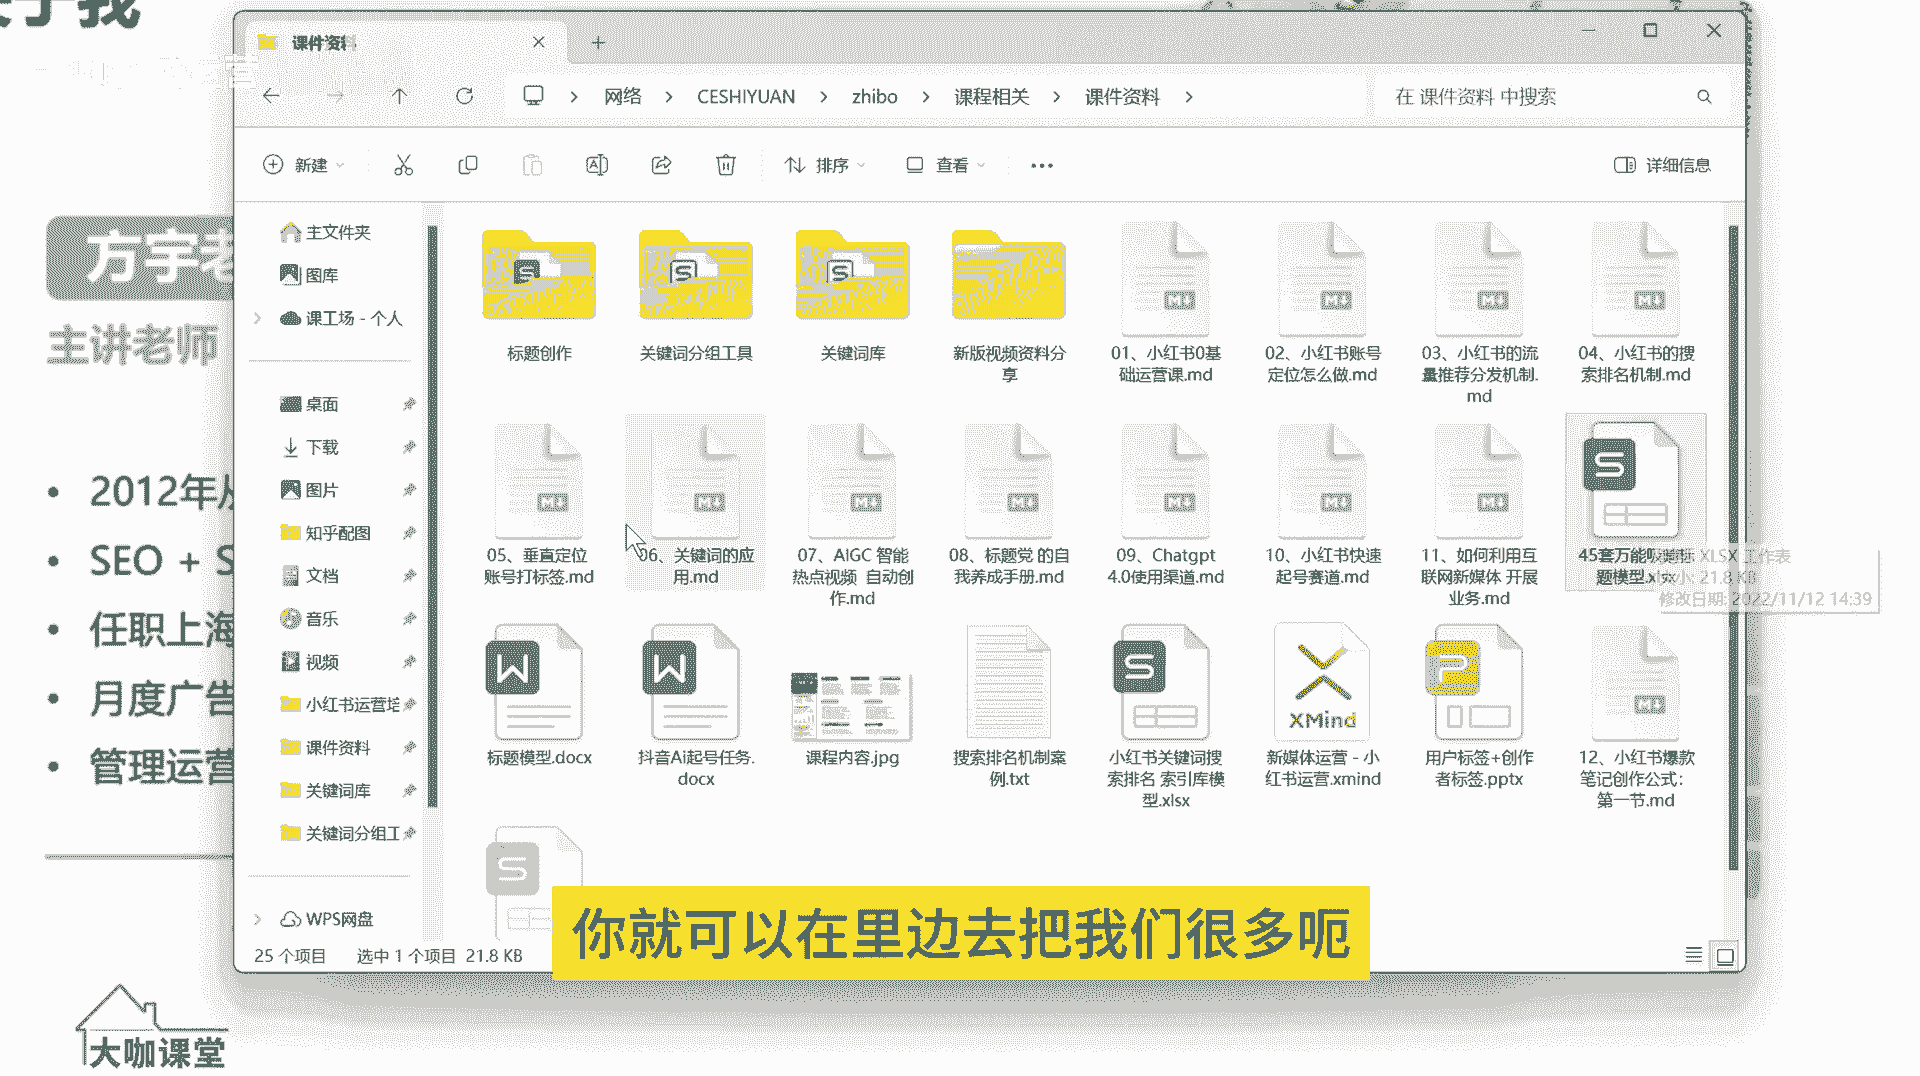 课件资料
网络 CESHIYUAN zhibo 课程相关 课件资料
在 课件资料 中搜索
新建
排序
查看
详细信息
方宇老
主讲老师
2012年从
SEO + S
任职上海
月度广告
管理运营
大咖课堂
主文件夹
图库
课工场 - 个人
桌面
下载
图片
知乎配图
文档
音乐
视频
小红书运营培
课件资料
关键词库
关键词分组工
WPS网盘
标题创作
关键词分组工具
关键词库
新版视频资料分
享
01、小红书0基
础运营课.md
02、小红书账号
定位怎么做.md
03、小红书的流
量推荐分发机制.
md
04、小红书的搜
索排名机制.md
05、垂直定位
账号打标签.md
06、关键词的应
用.md
07、AIGC 智能
热点视频 自动创
作.md
08、标题党 的自
我养成手册.md
09、Chatgpt
4.0使用渠道.md
10、小红书快速
起号赛道.md
11、如何利用互
联网新媒体 开展
业务.md
45套万能
题模型
XLSX 工作表
大小: 21.8 KB
修改日期: 2022/11/12 14:39
标题模型.docx
抖音Ai起号任务.
docx
课程内容.jpg
搜索排名机制案
例.txt
小红书关键词搜
索排名 索引库模
型.xlsx
XMind
新媒体运营 - 小
红书运营.xmind
用户标签+创作
者标签.pptx
12、小红书爆款
笔记创作公式：
第一节.md
25 个项目 选中 1 个项目 21.8 KB
你就可以在里边去把我们很多呃